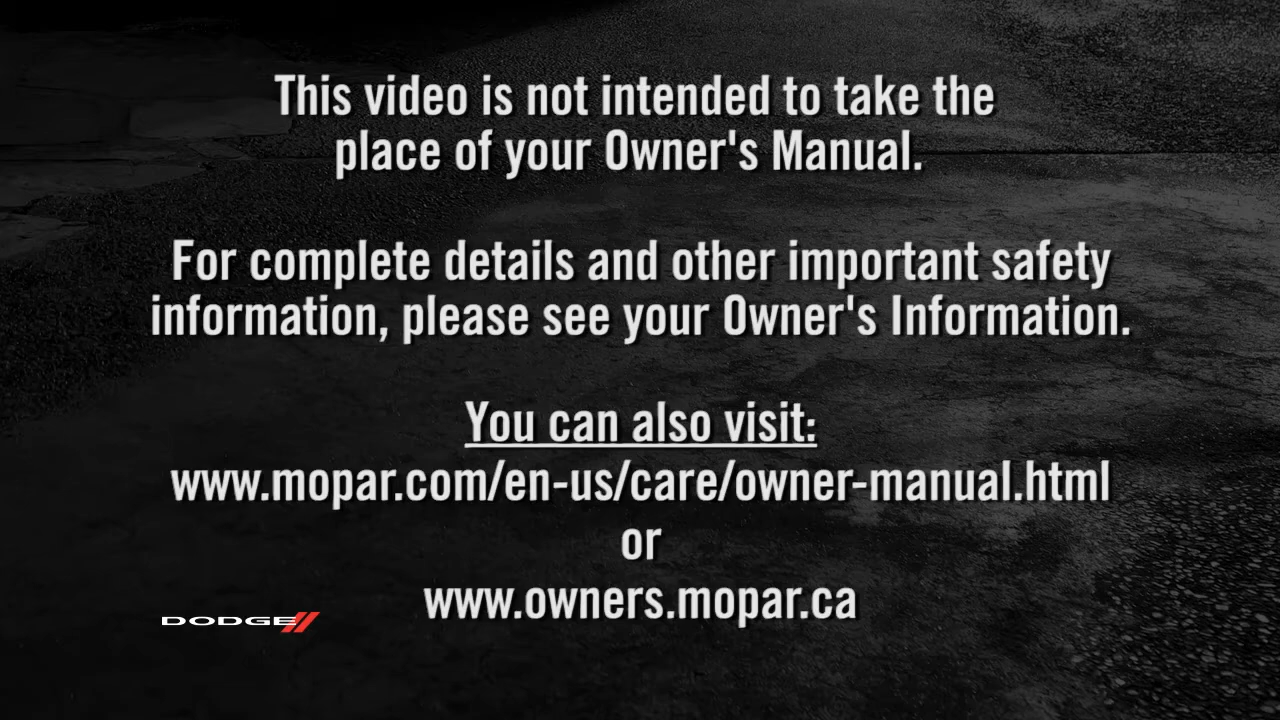 This video is not intended to take the
place of your Owner's Manual.
For complete details and other important safety
information, please see your Owner's Information.
You can also visit:
www.mopar.com/en-us/care/owner-manual.html
or
www.owners.mopar.ca
DODGE